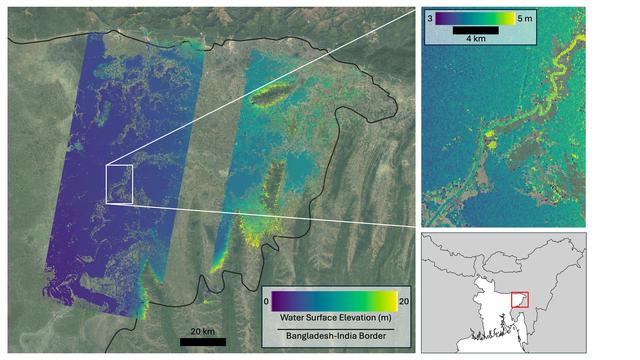 3 5 m
4 km
0 20
Water Surface Elevation (m)
Bangladesh-India Border
20 km